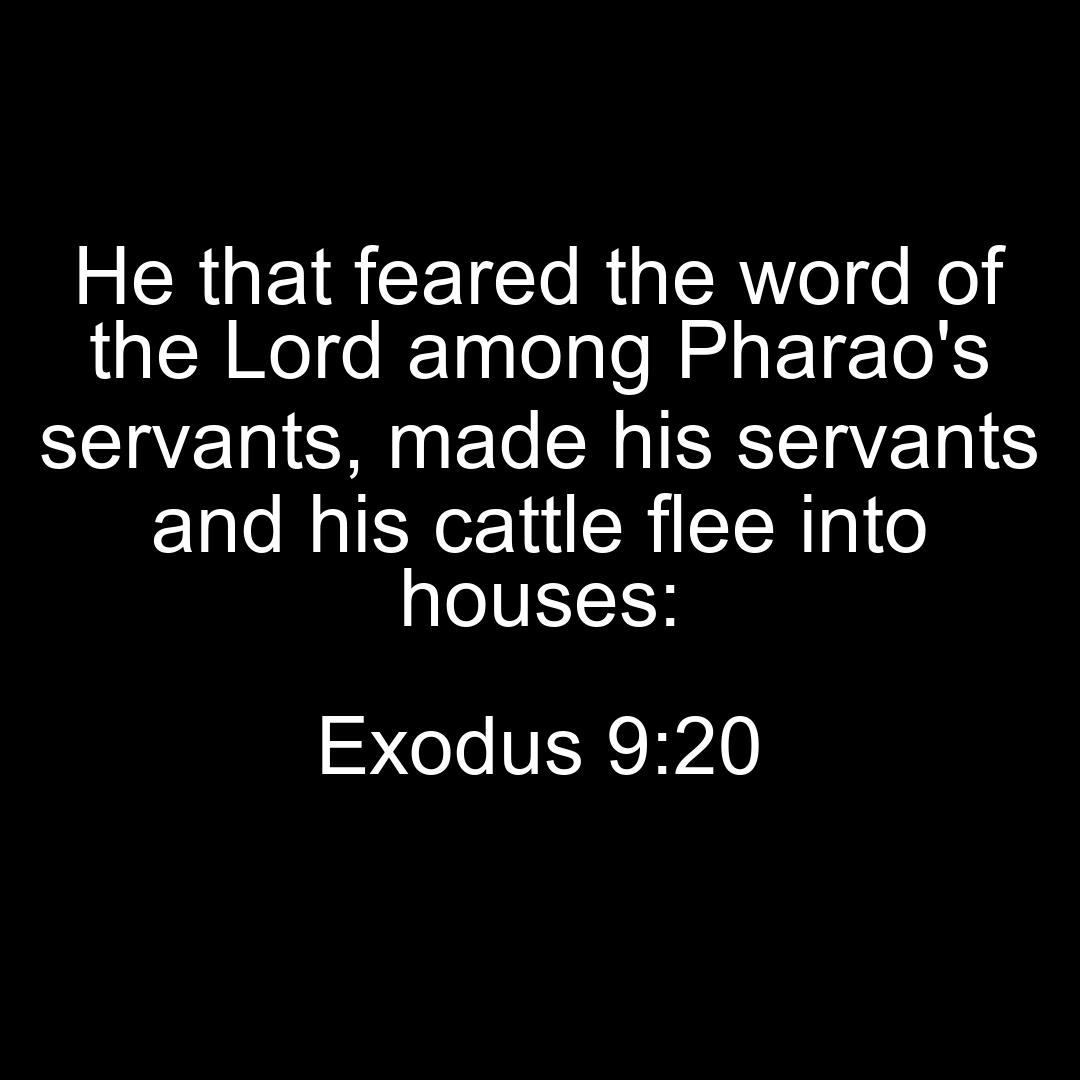 He that feared the word of
the Lord among Pharao's
servants, made his servants
and his cattle flee into
houses:
Exodus 9:20